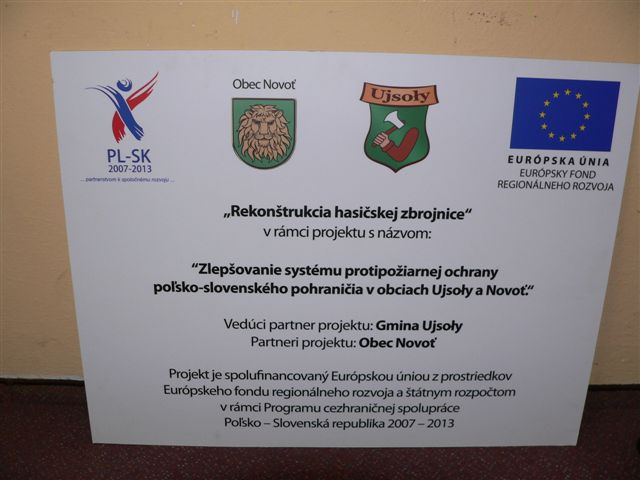 PL-SK
2007-2013
... partnerstvom k spoločnému rozvoju ...
Obec Novoť
Ujsoły
EURÓPSKA ÚNIA
EURÓPSKY FOND
REGIONÁLNEHO ROZVOJA
„Rekonštrukcia hasičskej zbrojnice“
v rámci projektu s názvom:
“Zlepšovanie systému protipožiarnej ochrany
poľsko-slovenského pohraničia v obciach Ujsoły a Novoť.“
Vedúci partner projektu: Gmina Ujsoły
Partneri projektu: Obec Novoť
Projekt je spolufinancovaný Európskou úniou z prostriedkov
Európskeho fondu regionálneho rozvoja a štátnym rozpočtom
v rámci Programu cezhraničnej spolupráce
Poľsko – Slovenská republika 2007 – 2013